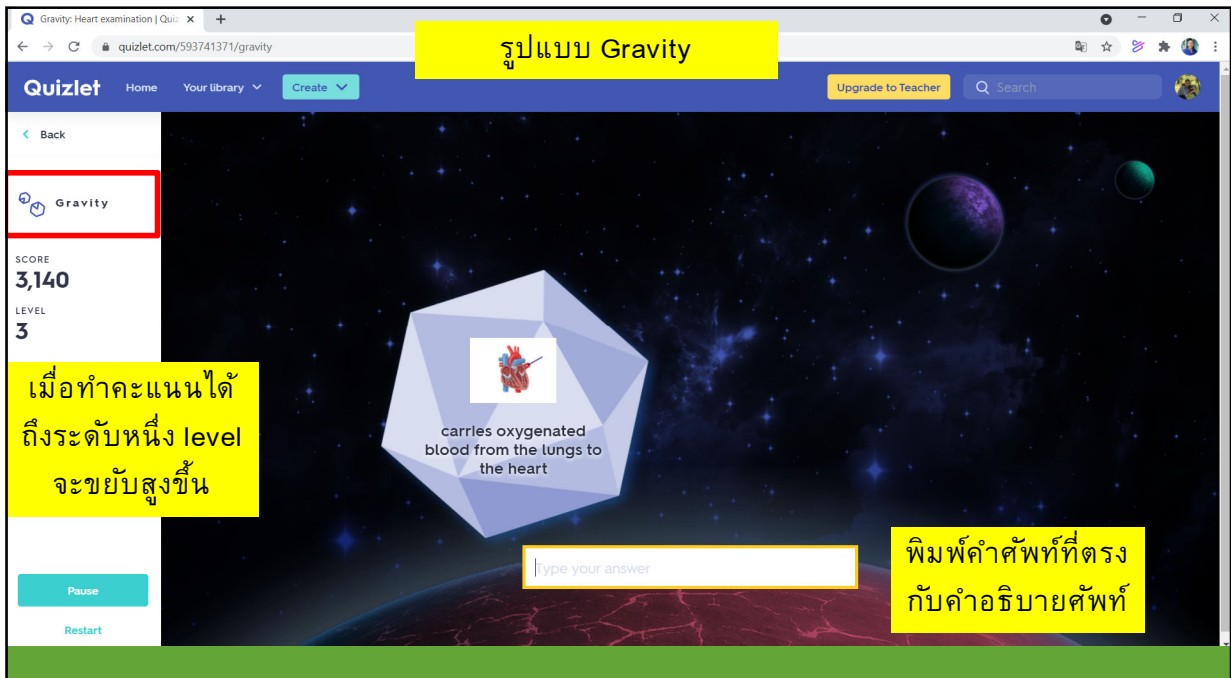 Gravity: Heart examination | Quiz
quizlet.com/593741371/gravity
รูปแบบ Gravity
Quizlet Home Your library Create Upgrade to Teacher Search
Back
Gravity
SCORE
3,140
LEVEL
3
เมื่อทำคะแนนได้
ถึงระดับหนึ่ง level
จะขยับสูงขึ้น
carries oxygenated
blood from the lungs to
the heart
Type your answer
พิมพ์คำศัพท์ที่ตรง
กับคำอธิบายศัพท์
Pause
Restart